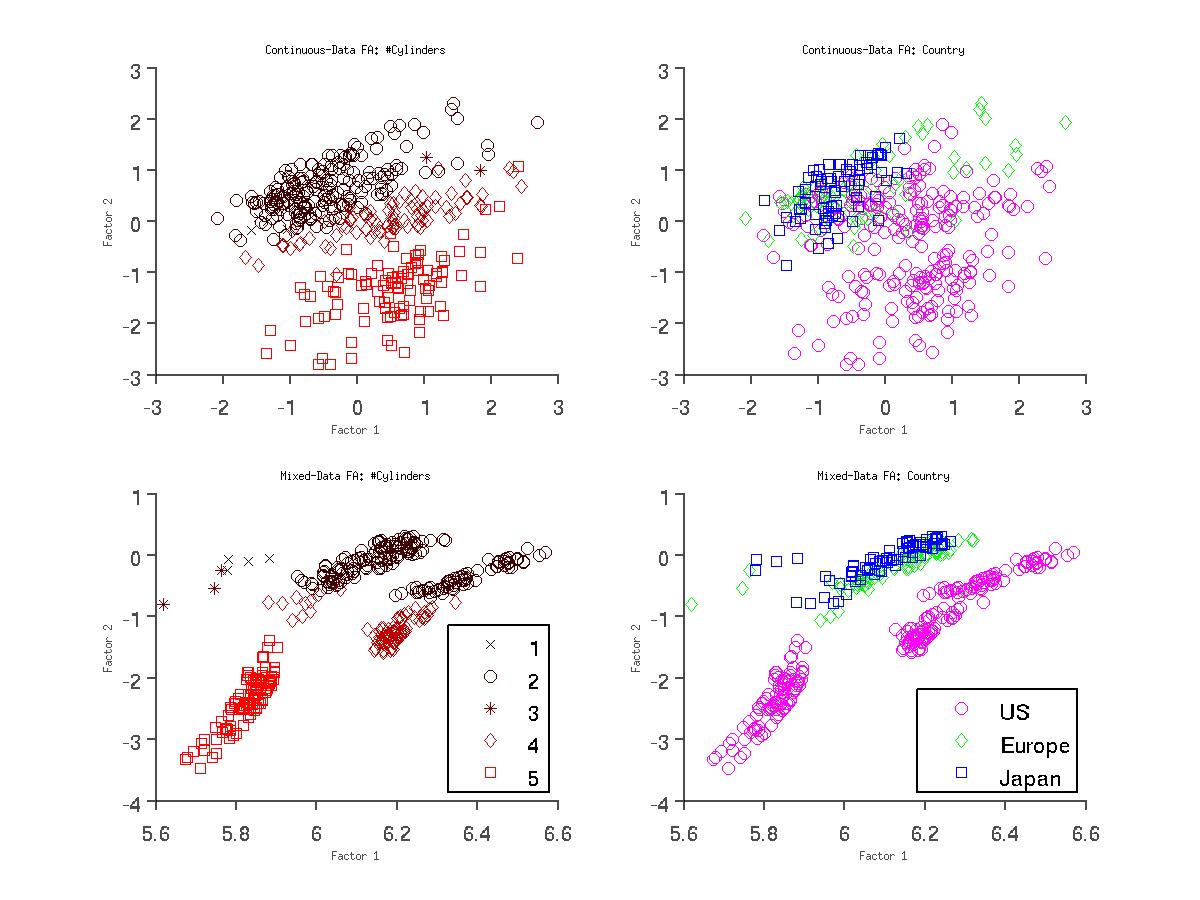 Continuous-Data FA: #Cylinders
3
2
1
0
-1
-2
-3
Factor 2
-3 -2 -1 0 1 2 3
Factor 1
Continuous-Data FA: Country
3
2
1
0
-1
-2
-3
Factor 2
-3 -2 -1 0 1 2 3
Factor 1
Mixed-Data FA: #Cylinders
1
0
-1
-2
-3
-4
Factor 2
5.6 5.8 6 6.2 6.4 6.6
Factor 1
1
2
3
4
5
Mixed-Data FA: Country
1
0
-1
-2
-3
-4
Factor 2
5.6 5.8 6 6.2 6.4 6.6
Factor 1
US
Europe
Japan